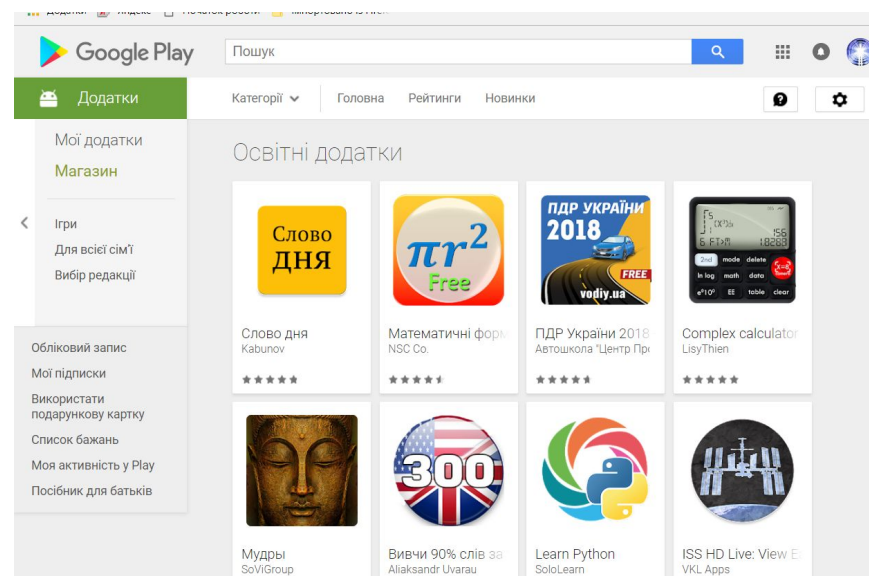 Google Play
Пошук
Додатки
Категорії
Головна
Рейтинги
Новинки
Мої додатки
Магазин
Ігри
Для всієї сім'ї
Вибір редакції
Обліковий запис
Мої підписки
Використати
подарункову картку
Список бажань
Моя активність у Play
Посібник для батьків
Освітні додатки
Слово
ДНЯ
Слово дня
Kabunov
πr²
Free
Математичні форм
NSC Co.
ПДР УКРАЇНИ
2018
FREE
vodiy.ua
ПДР України 2018
Автошкола "Центр Про
156
2nd mode delete
ln log math data
EE table clear
Complex calculator
LisyThien
Мудры
SoViGroup
300
Вивчи 90% слів за
Aliaksandr Uvarau
Learn Python
SoloLearn
ISS HD Live: View E
VKL Apps